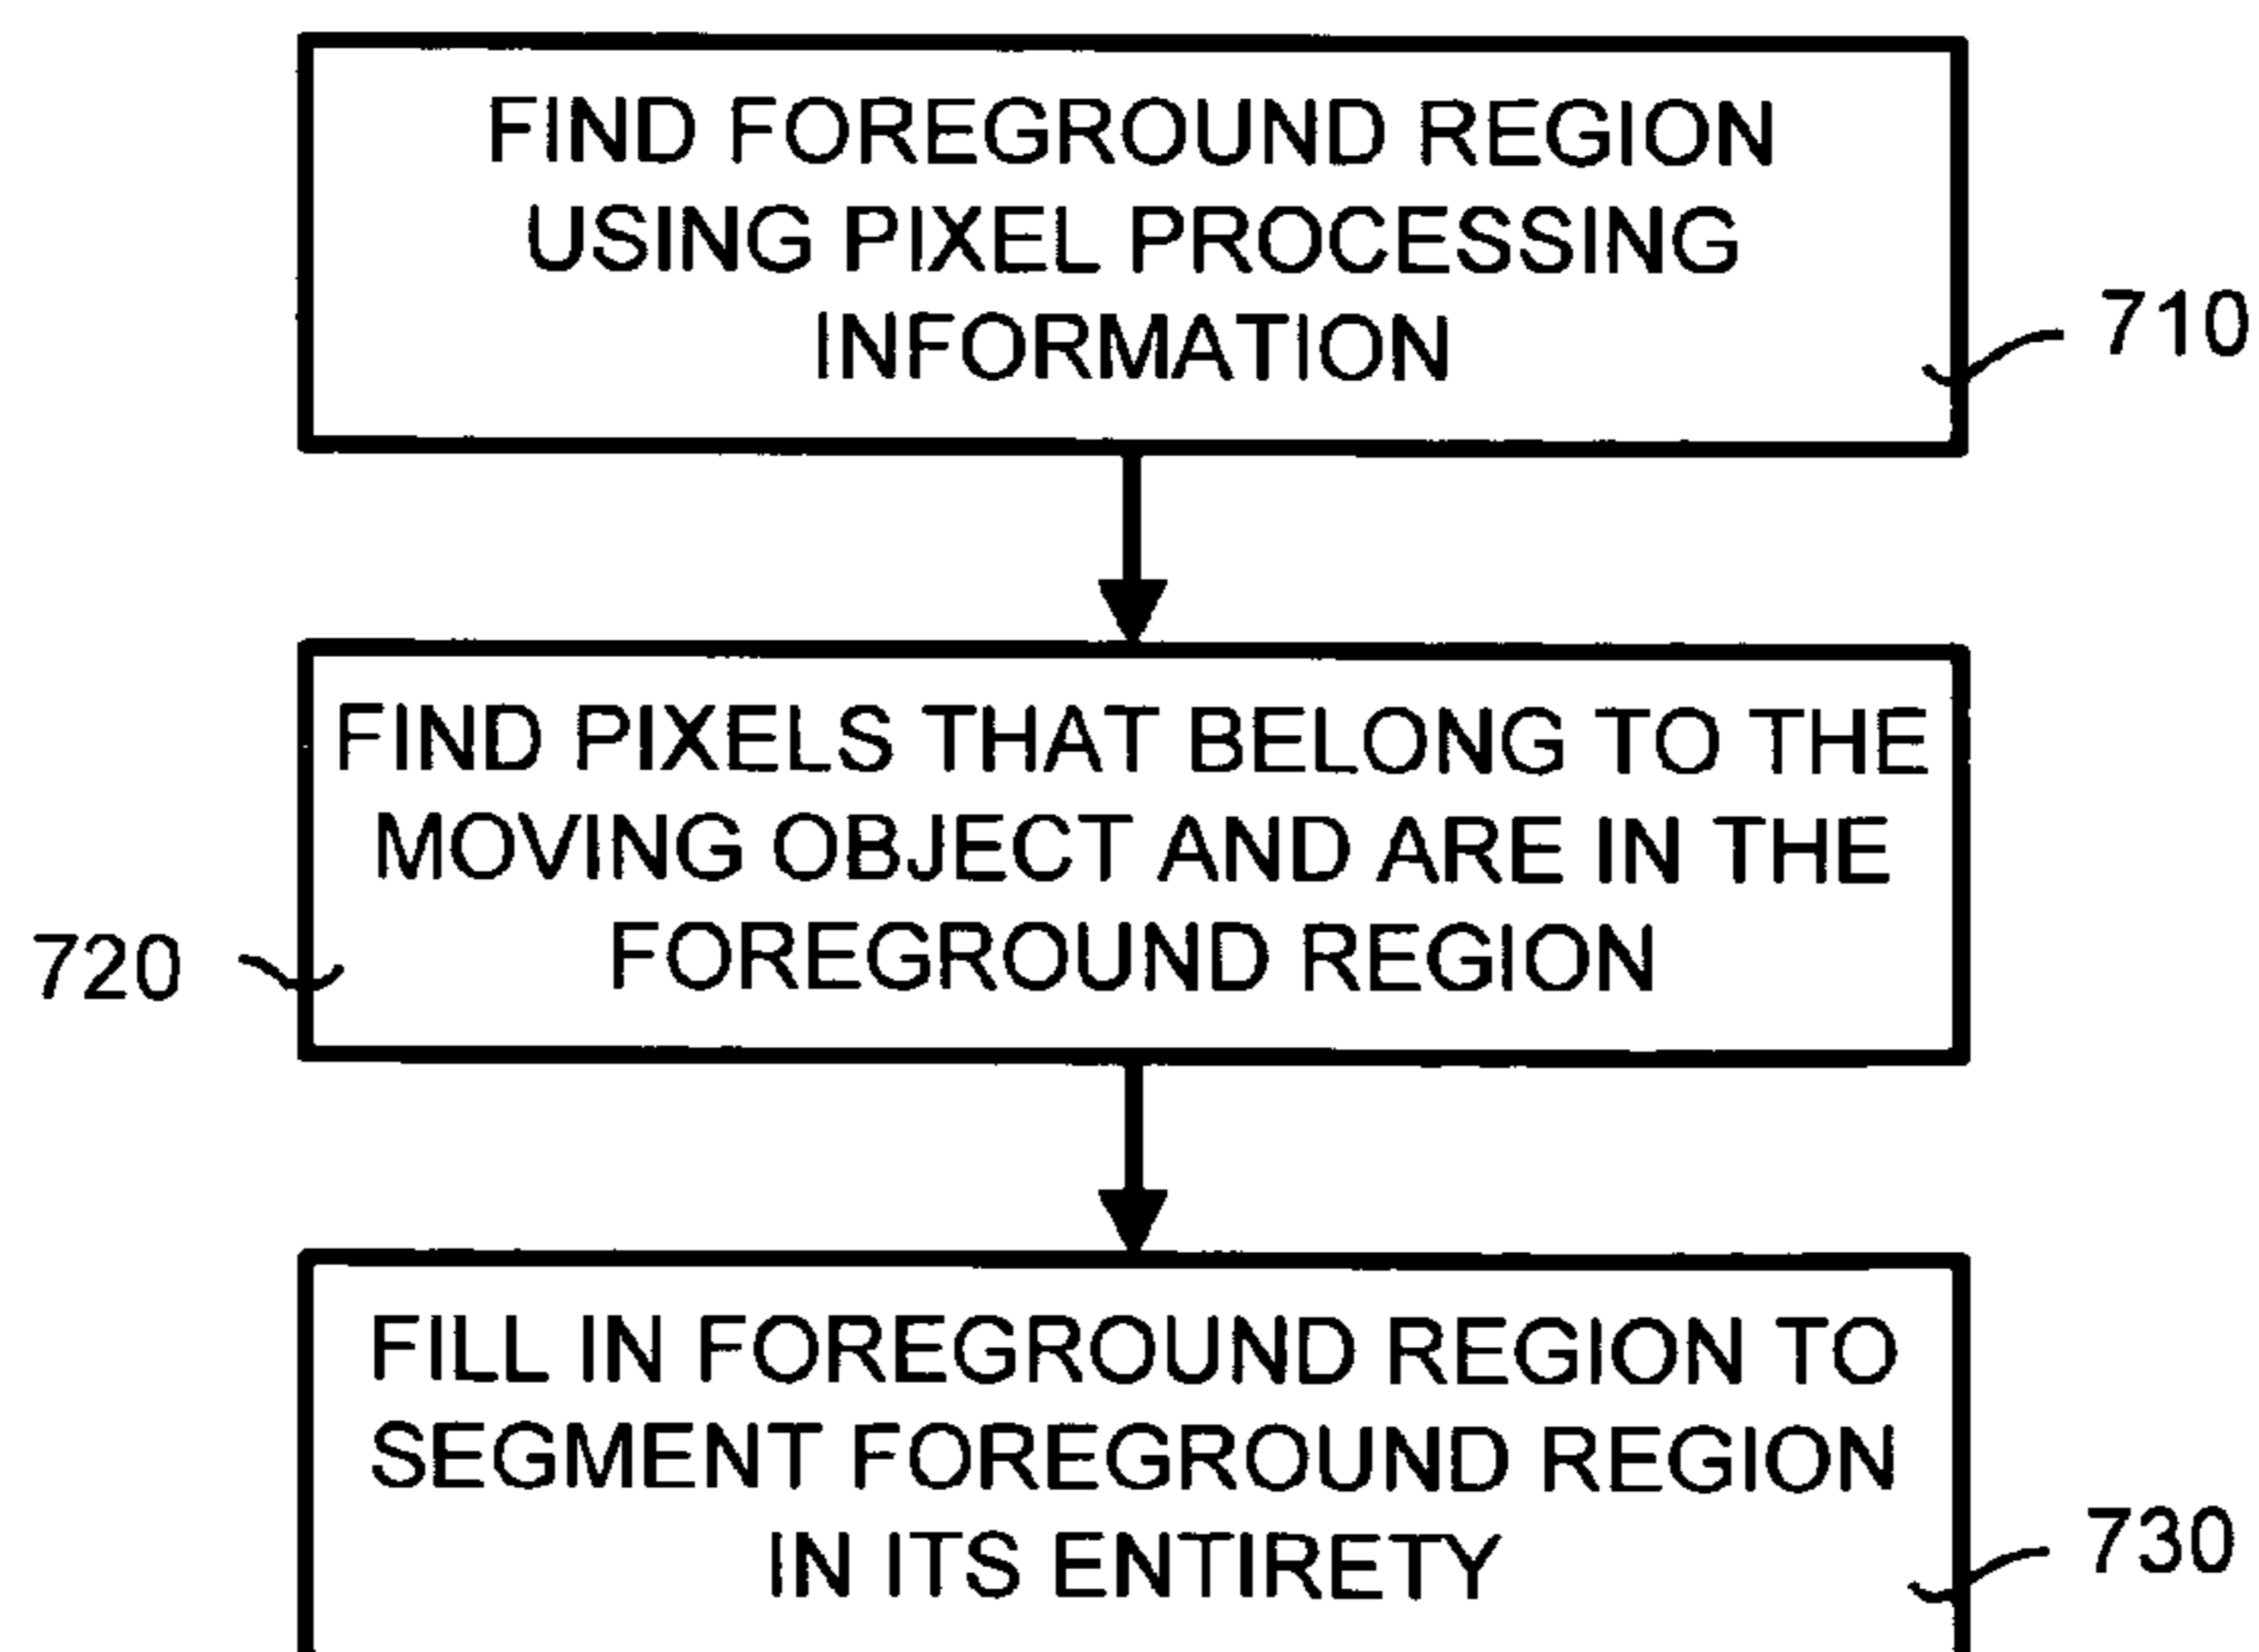 FIND FOREGROUND REGION
USING PIXEL PROCESSING
INFORMATION
710
FIND PIXELS THAT BELONG TO THE
MOVING OBJECT AND ARE IN THE
FOREGROUND REGION
720
FILL IN FOREGROUND REGION TO
SEGMENT FOREGROUND REGION
IN ITS ENTIRETY
730